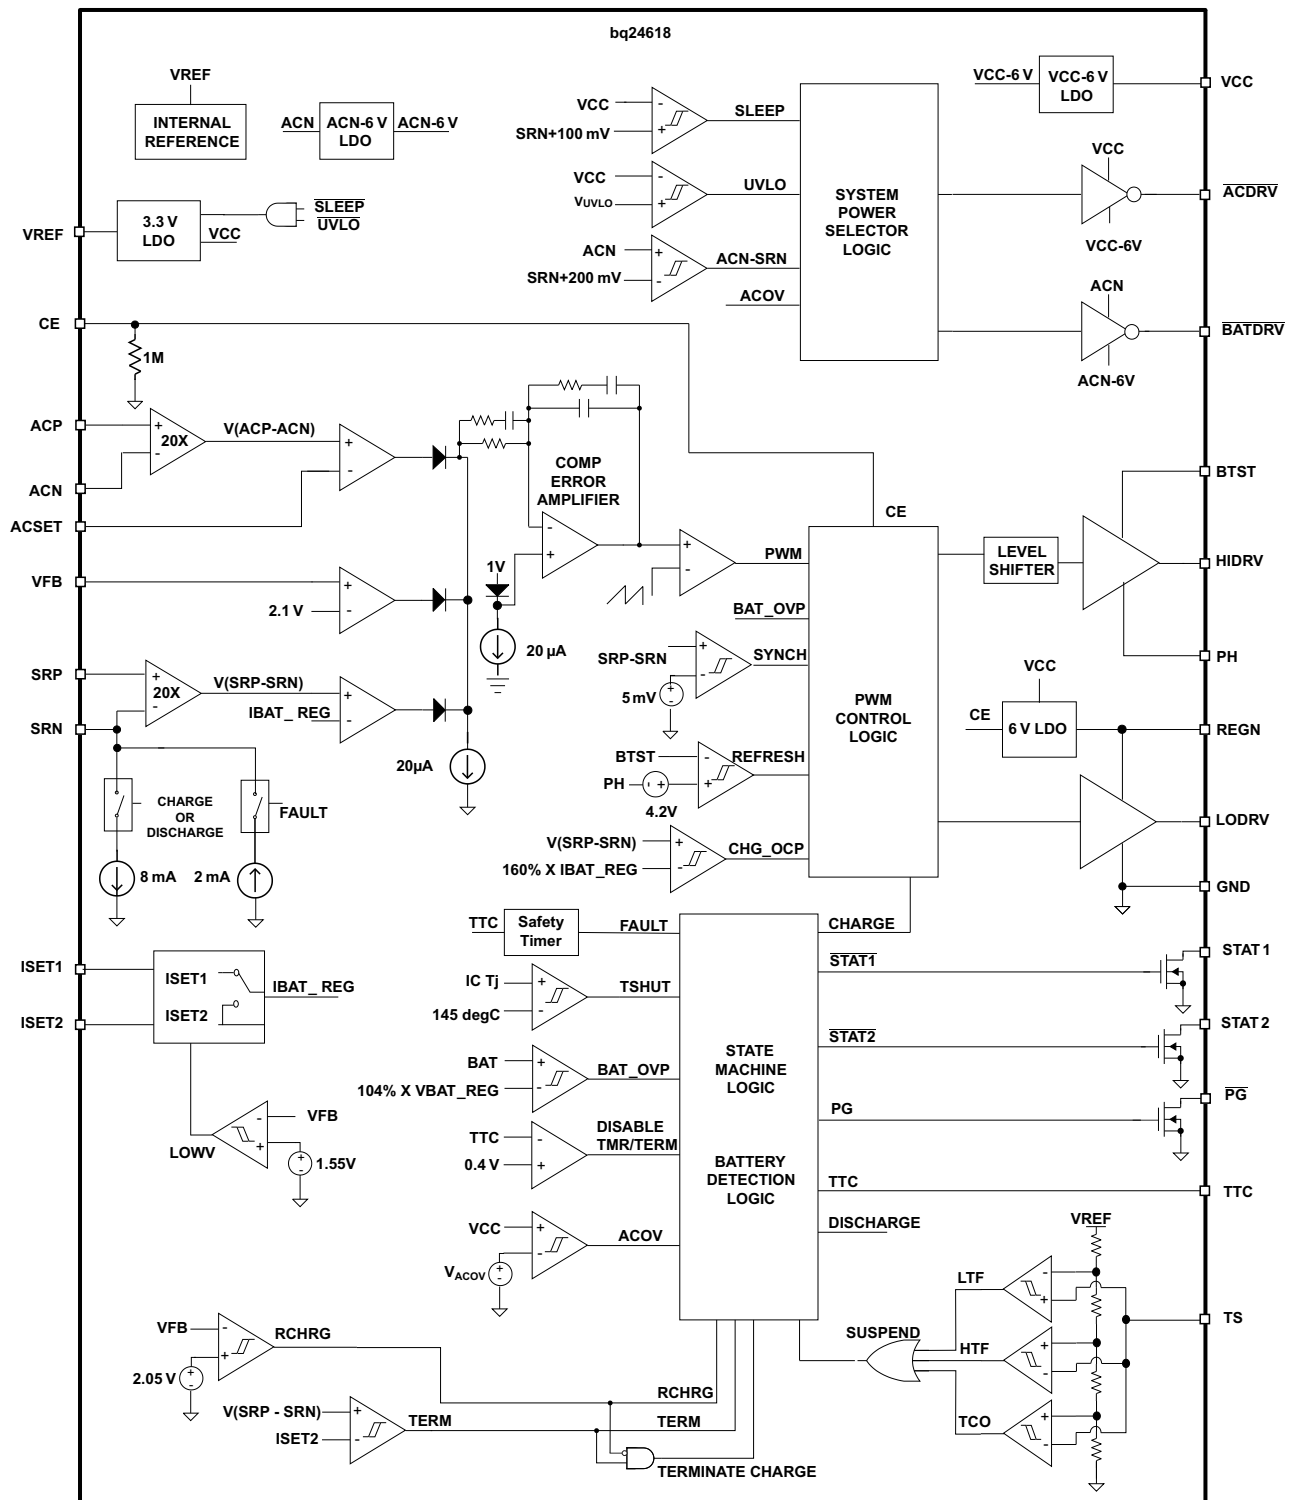 bq24618
VREF
INTERNAL
REFERENCE
ACN
ACN-6 V
LDO
ACN-6 V
VREF
3.3 V
LDO
VCC
SLEEP
UVLO
VCC
SRN+100 mV
SLEEP
VCC
VUVLO
UVLO
ACN
SRN+200 mV
ACN-SRN
ACOV
SYSTEM
POWER
SELECTOR
LOGIC
VCC-6 V
VCC-6 V
LDO
VCC
VCC
ACDRV
VCC-6V
ACN
BATDRV
ACN-6V
CE
1M
ACP
20X
V(ACP-ACN)
ACN
ACSET
COMP
ERROR
AMPLIFIER
VFB
2.1 V
1V
20 µA
SRP
20X
V(SRP-SRN)
IBAT_ REG
SRN
20µA
CHARGE
OR
DISCHARGE
FAULT
8 mA
2 mA
CE
PWM
BAT_OVP
SRP-SRN
SYNCH
5 mV
BTST
PH
REFRESH
4.2V
V(SRP-SRN)
160% X IBAT_REG
CHG_OCP
PWM
CONTROL
LOGIC
LEVEL
SHIFTER
BTST
HIDRV
PH
VCC
CE
6 V LDO
REGN
LODRV
GND
TTC
Safety
Timer
FAULT
CHARGE
ISET1
ISET2
ISET1
ISET2
IBAT_ REG
LOWV
VFB
1.55V
IC Tj
145 degC
TSHUT
BAT
104% X VBAT_REG
BAT_OVP
TTC
0.4 V
DISABLE
TMR/TERM
VCC
VACOV
ACOV
STATE
MACHINE
LOGIC
BATTERY
DETECTION
LOGIC
STAT1
STAT 1
STAT2
STAT 2
PG
PG
TTC
TTC
DISCHARGE
VREF
LTF
HTF
TCO
TS
SUSPEND
VFB
2.05 V
RCHRG
RCHRG
V(SRP - SRN)
ISET2
TERM
TERM
TERMINATE CHARGE